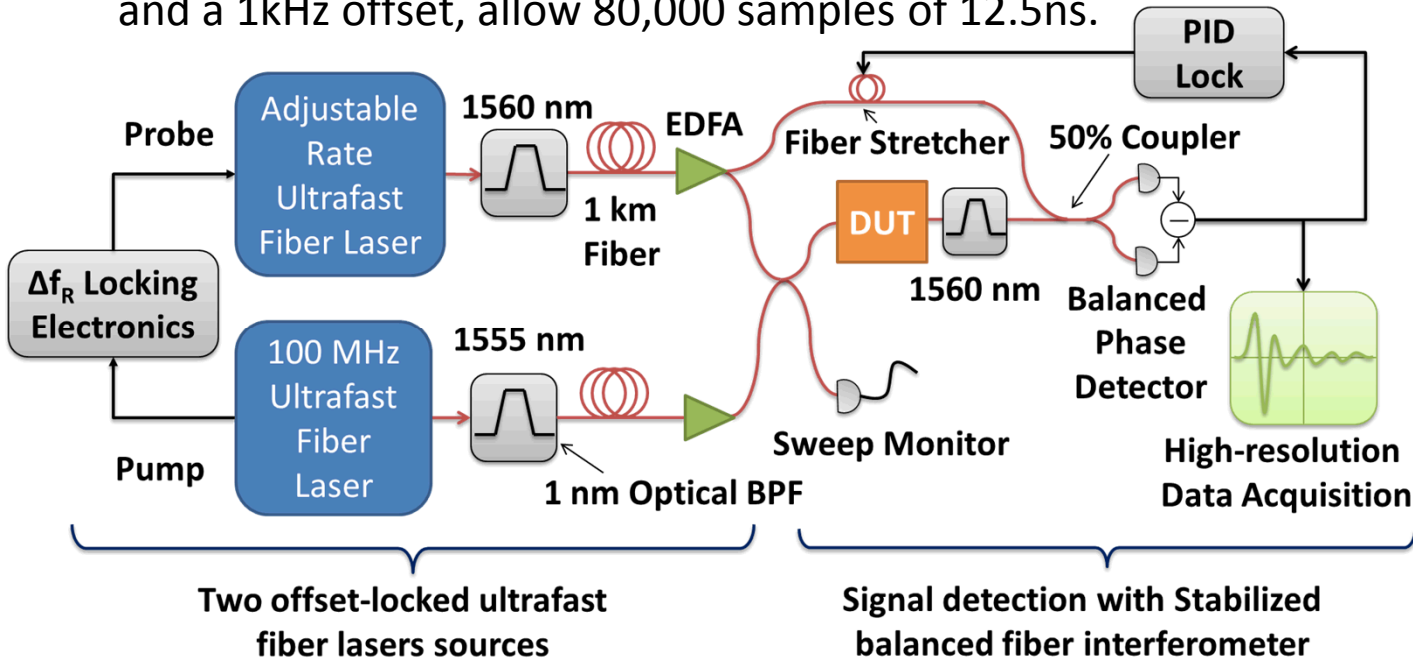 and a 1kHz offset, allow 80,000 samples of 12.5ns.
PID
Lock
Adjustable
Rate
Ultrafast
Fiber Laser
Probe
1560 nm
EDFA
Fiber Stretcher
50% Coupler
1 km
Fiber
DUT
1560 nm
Δf_R Locking
Electronics
Balanced
Phase
Detector
100 MHz
Ultrafast
Fiber
Laser
1555 nm
Pump
Sweep Monitor
1 nm Optical BPF
High-resolution
Data Acquisition
Two offset-locked ultrafast
fiber lasers sources
Signal detection with Stabilized
balanced fiber interferometer